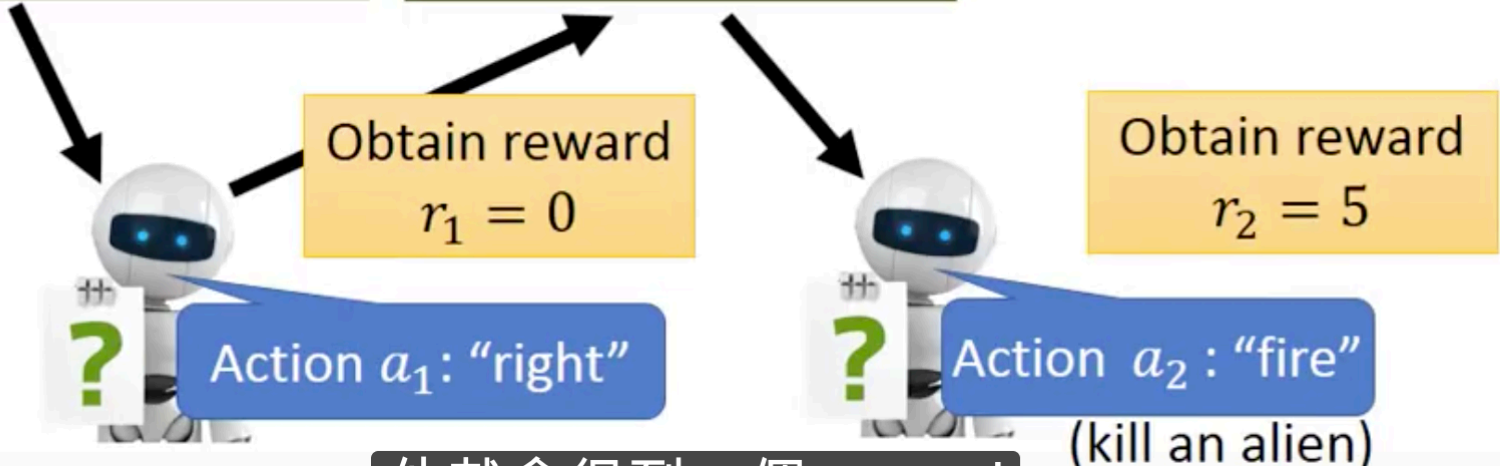 Obtain reward
r₁ = 0
Obtain reward
r₂ = 5
?
Action a₁: “right”
?
Action a₂ : “fire”
(kill an alien)